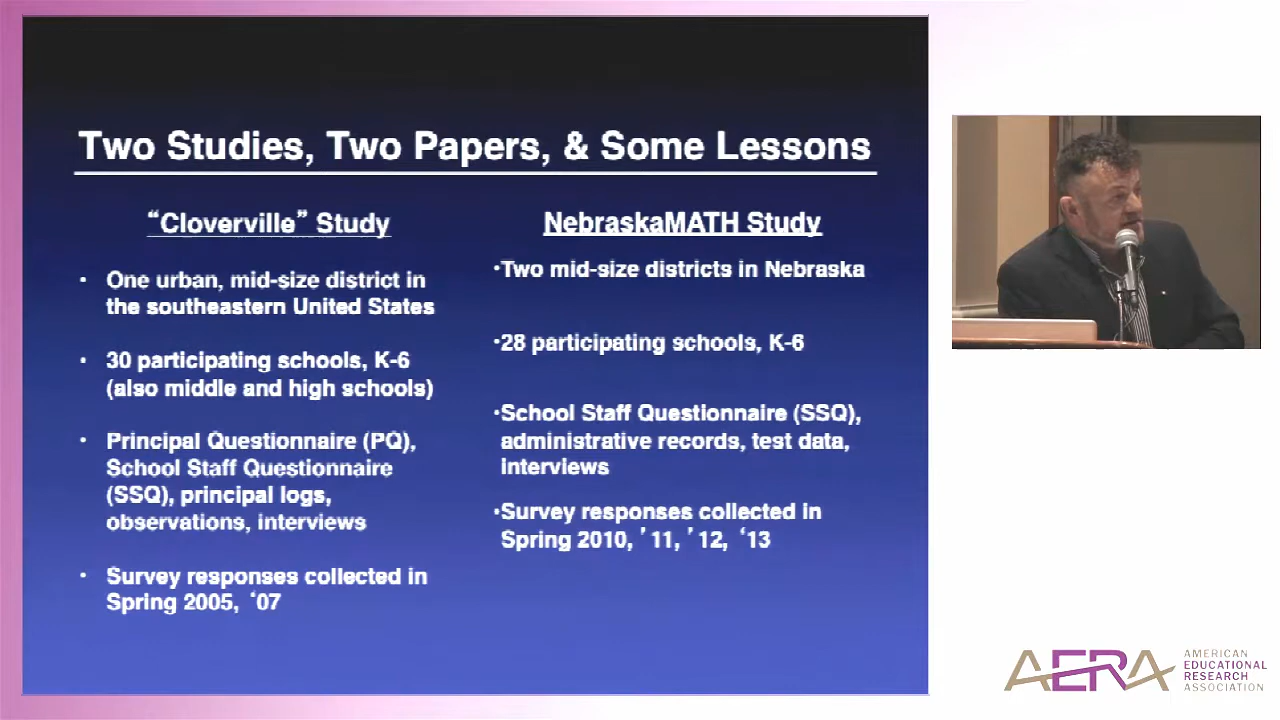 Two Studies, Two Papers, & Some Lessons
“Cloverville” Study
• One urban, mid-size district in
the southeastern United States
• 30 participating schools, K-6
(also middle and high schools)
• Principal Questionnaire (PQ),
School Staff Questionnaire
(SSQ), principal logs,
observations, interviews
• Survey responses collected in
Spring 2005, ‘07
NebraskaMATH Study
•Two mid-size districts in Nebraska
•28 participating schools, K-6
•School Staff Questionnaire (SSQ),
administrative records, test data,
interviews
•Survey responses collected in
Spring 2010, ’11, ’12, ‘13
AERA
AMERICAN
EDUCATIONAL
RESEARCH
ASSOCIATION